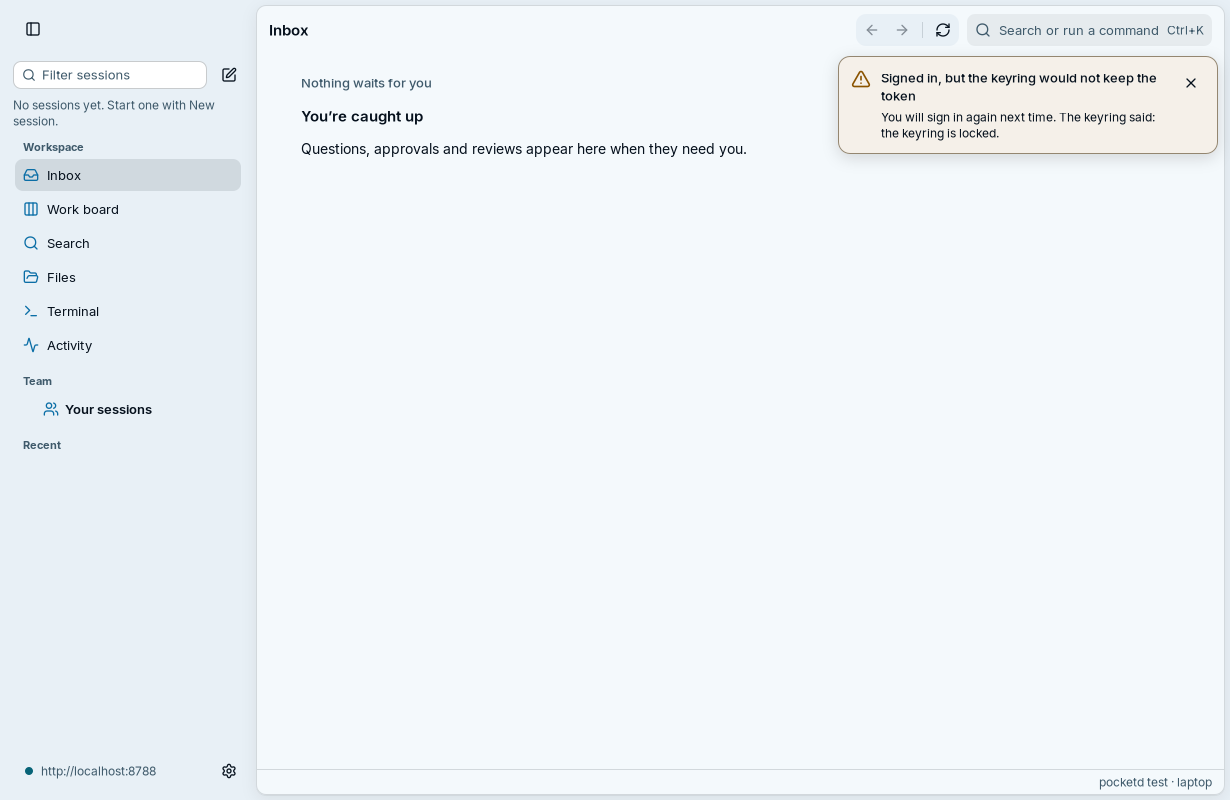 Filter sessions
No sessions yet. Start one with New
session.
Workspace
Inbox
Work board
Search
Files
Terminal
Activity
Team
Your sessions
Recent
http://localhost:8788
Inbox
Search or run a command Ctrl+K
Nothing waits for you
You’re caught up
Questions, approvals and reviews appear here when they need you.
Signed in, but the keyring would not keep the
token
You will sign in again next time. The keyring said:
the keyring is locked.
pocketd test · laptop